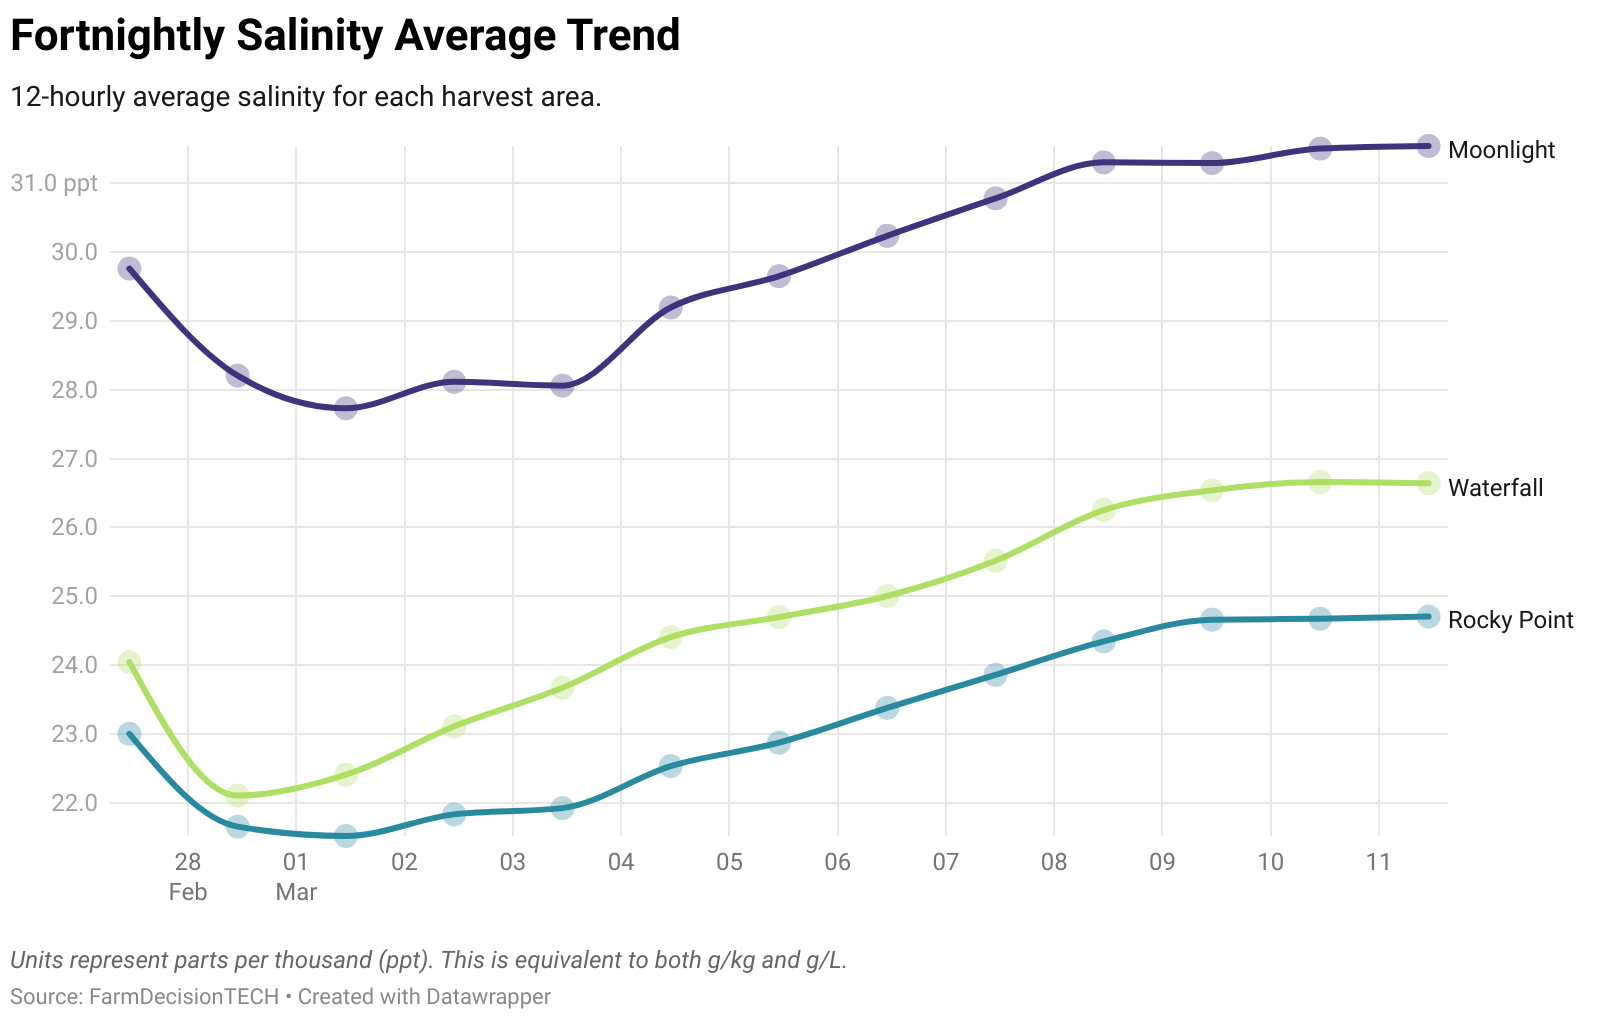 Fortnightly Salinity Average Trend
12-hourly average salinity for each harvest area.
Moonlight
31.0 ppt
30.0
29.0
28.0
27.0
Waterfall
26.0
25.0
Rocky Point
24.0
23.0
22.0
28 01 02 03 04 05 06 07 08 09 10 11
Feb Mar
Units represent parts per thousand (ppt). This is equivalent to both g/kg and g/L.
Source: FarmDecisionTECH • Created with Datawrapper